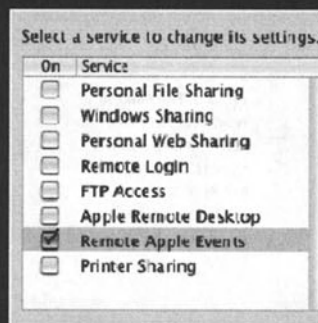 Select a service to change its settings.
On Service
Personal File Sharing
Windows Sharing
Personal Web Sharing
Remote Login
FTP Access
Apple Remote Desktop
Remote Apple Events
Printer Sharing